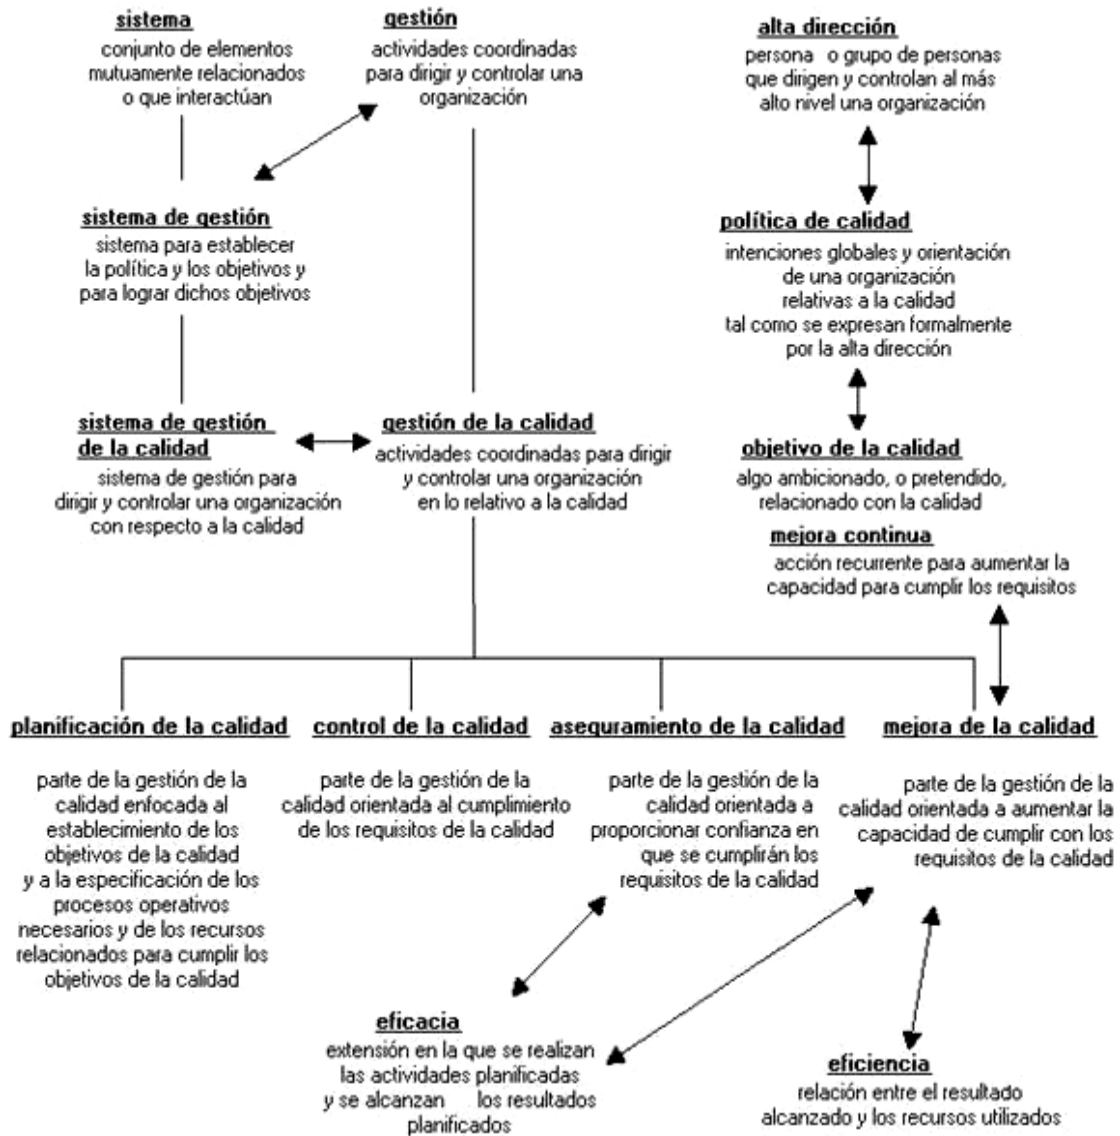 sistema
conjunto de elementos
mutuamente relacionados
o que interactúan
gestión
actividades coordinadas
para dirigir y controlar una
organización
alta dirección
persona o grupo de personas
que dirigen y controlan al más
alto nivel una organización
sistema de gestión
sistema para establecer
la política y los objetivos y
para lograr dichos objetivos
política de calidad
intenciones globales y orientación
de una organización
relativas a la calidad
tal como se expresan formalmente
por la alta dirección
sistema de gestión
de la calidad
sistema de gestión para
dirigir y controlar una organización
con respecto a la calidad
gestión de la calidad
actividades coordinadas para dirigir
y controlar una organización
en lo relativo a la calidad
objetivo de la calidad
algo ambicionado, o pretendido,
relacionado con la calidad
mejora continua
acción recurrente para aumentar la
capacidad para cumplir los requisitos
planificación de la calidad
parte de la gestión de la
calidad enfocada al
establecimiento de los
objetivos de la calidad
y a la especificación de los
procesos operativos
necesarios y de los recursos
relacionados para cumplir los
objetivos de la calidad
control de la calidad
parte de la gestión de la
calidad orientada al cumplimiento
de los requisitos de la calidad
aseguramiento de la calidad
parte de la gestión de la
calidad orientada a
proporcionar confianza en
que se cumplirán los
requisitos de la calidad
mejora de la calidad
parte de la gestión de la
calidad orientada a aumentar la
capacidad de cumplir con los
requisitos de la calidad
eficacia
extensión en la que se realizan
las actividades planificadas
y se alcanzan los resultados
planificados
eficiencia
relación entre el resultado
alcanzado y los recursos utilizados